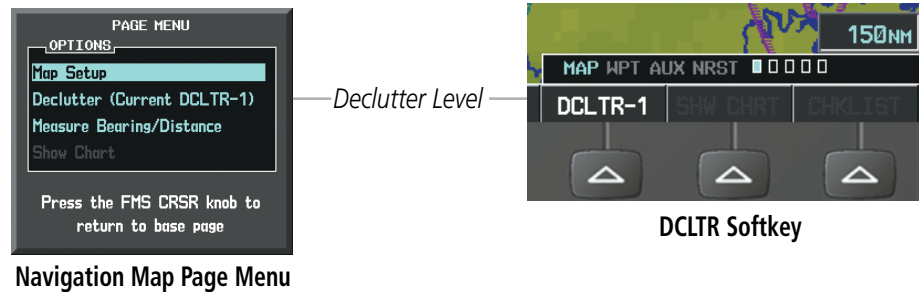 PAGE MENU
OPTIONS
Map Setup
Declutter (Current DCLTR-1)
Measure Bearing/Distance
Show Chart
Press the FMS CRSR knob to
return to base page
Navigation Map Page Menu
Declutter Level
150NM
MAP WPT AUX NRST
DCLTR-1 SHW CHRT CHKLIST
DCLTR Softkey